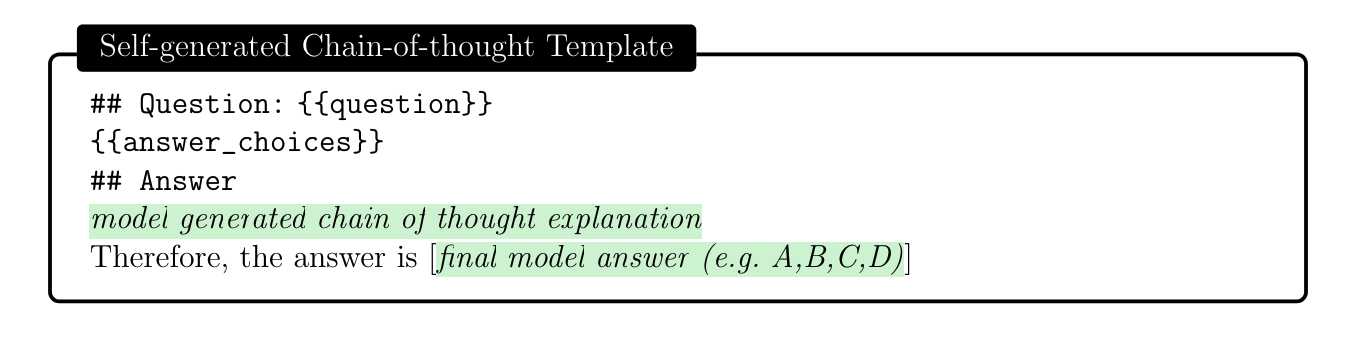 Self-generated Chain-of-thought Template
## Question: {{question}}
{{answer_choices}}
## Answer
model generated chain of thought explanation
Therefore, the answer is [final model answer (e.g. A,B,C,D)]